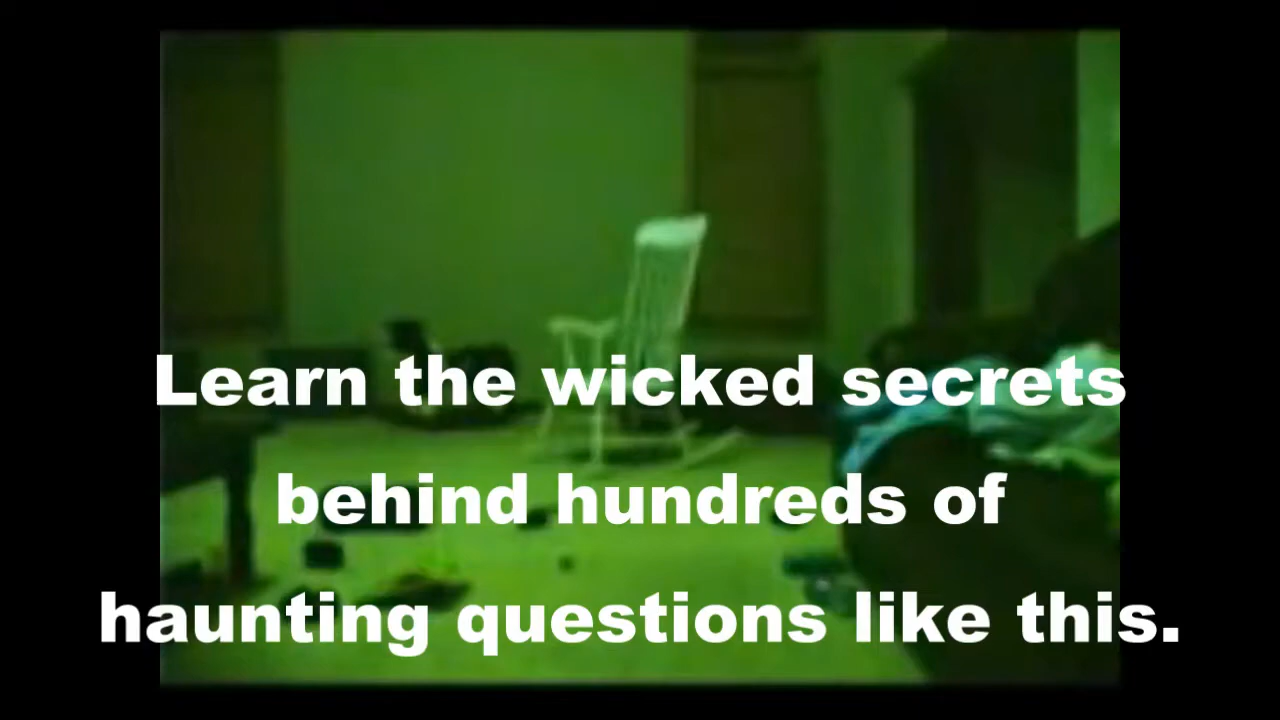 Learn the wicked secrets
behind hundreds of
haunting questions like this.